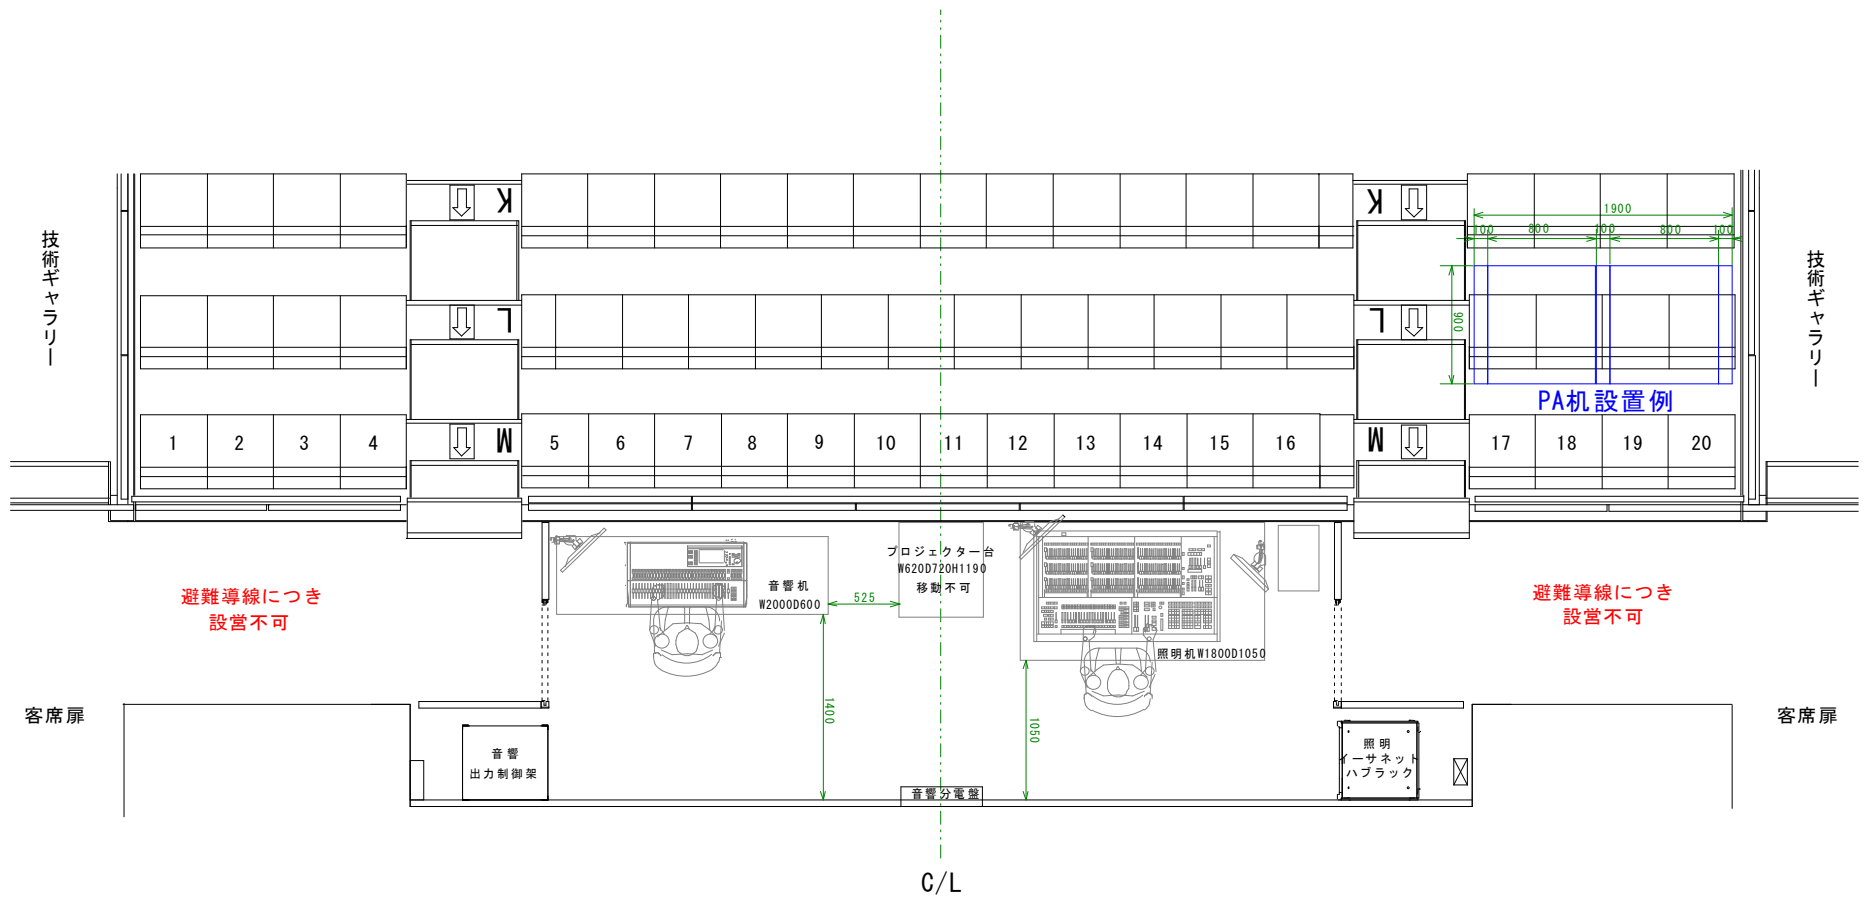 技術ギャラリー
K
K
1900
100
800
100
800
100
技術ギャラリー
L
L
900
PA机設置例
1
2
3
4
M
5
6
7
8
9
10
11
12
13
14
15
16
M
17
18
19
20
避難導線につき
設営不可
音響机
W2000D600
525
プロジェクター台
W620D720H1190
移動不可
照明机W1800D1050
避難導線につき
設営不可
客席扉
音響
出力制御架
1400
1050
音響分電盤
照明
イーサネット
ハブラック
客席扉
C/L